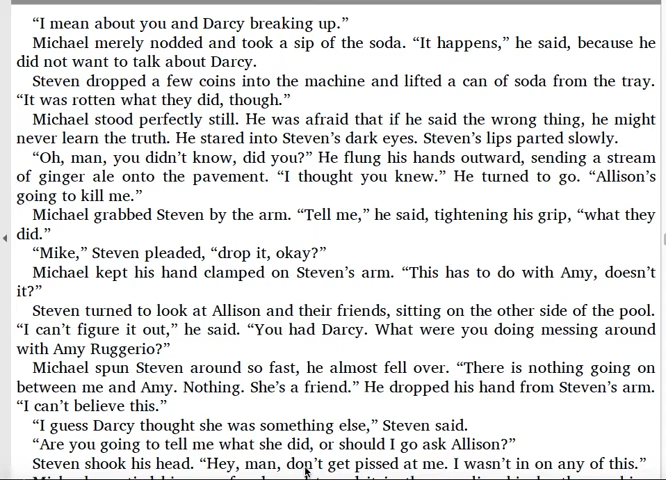 “I mean about you and Darcy breaking up.”
Michael merely nodded and took a sip of the soda. “It happens,” he said, because he
did not want to talk about Darcy.
Steven dropped a few coins into the machine and lifted a can of soda from the tray.
“It was rotten what they did, though.”
Michael stood perfectly still. He was afraid that if he said the wrong thing, he might
never learn the truth. He stared into Steven’s dark eyes. Steven’s lips parted slowly.
“Oh, man, you didn’t know, did you?” He flung his hands outward, sending a stream
of ginger ale onto the pavement. “I thought you knew.” He turned to go. “Allison’s
going to kill me.”
Michael grabbed Steven by the arm. “Tell me,” he said, tightening his grip, “what they
did.”
“Mike,” Steven pleaded, “drop it, okay?”
Michael kept his hand clamped on Steven’s arm. “This has to do with Amy, doesn’t
it?”
Steven turned to look at Allison and their friends, sitting on the other side of the pool.
“I can’t figure it out,” he said. “You had Darcy. What were you doing messing around
with Amy Ruggerio?”
Michael spun Steven around so fast, he almost fell over. “There is nothing going on
between me and Amy. Nothing. She’s a friend.” He dropped his hand from Steven’s arm.
“I can’t believe this.”
“I guess Darcy thought she was something else,” Steven said.
“Are you going to tell me what she did, or should I go ask Allison?”
Steven shook his head. “Hey, man, don’t get pissed at me. I wasn’t in on any of this.”